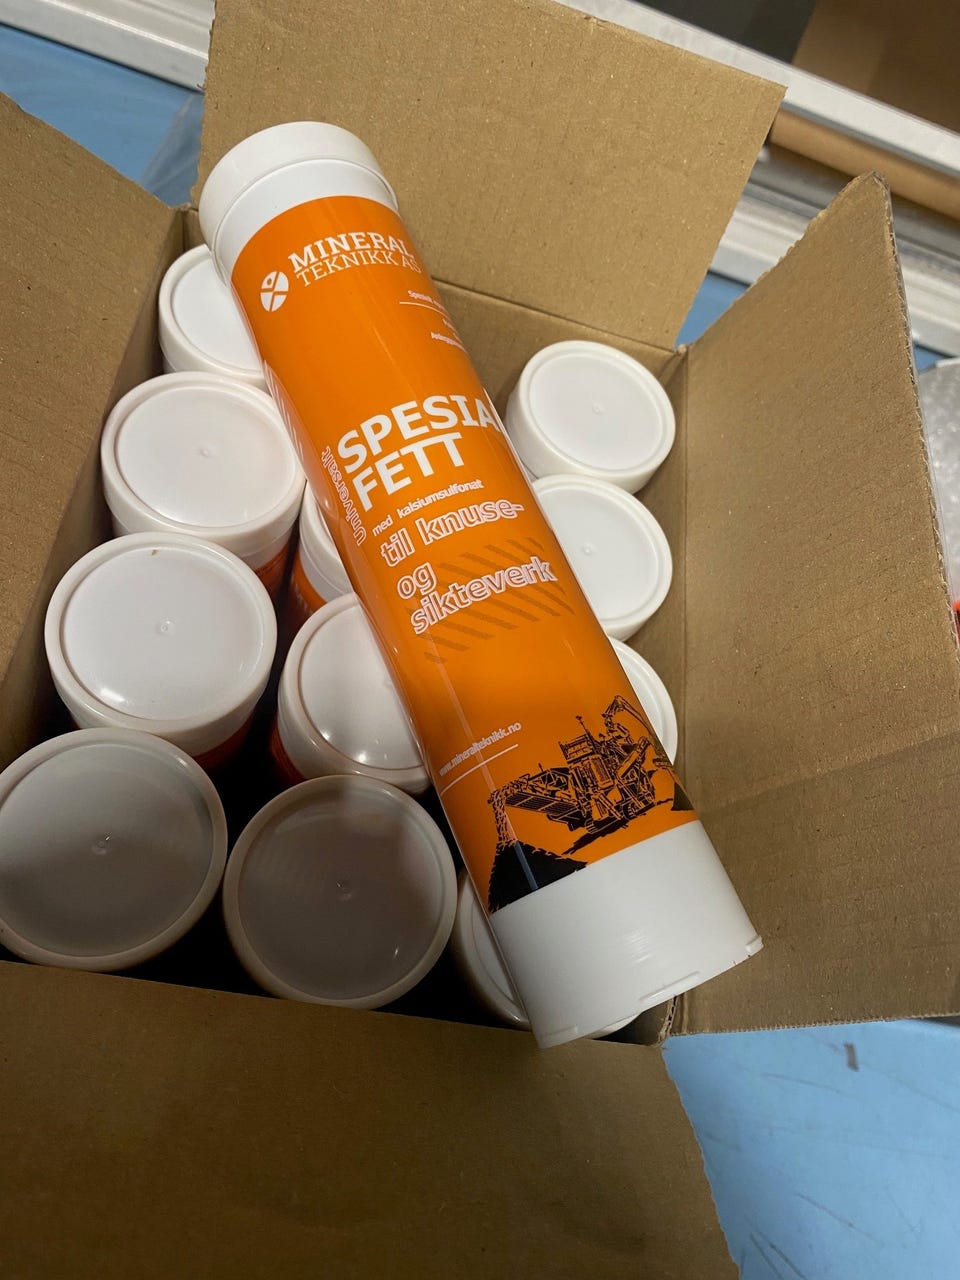 MINERAL
TEKNIKK AS
Universalt
SPESIA
FETT
med kalsiumsulfonat
til knuse-
og
sikteverk
www.mineralteknikk.no